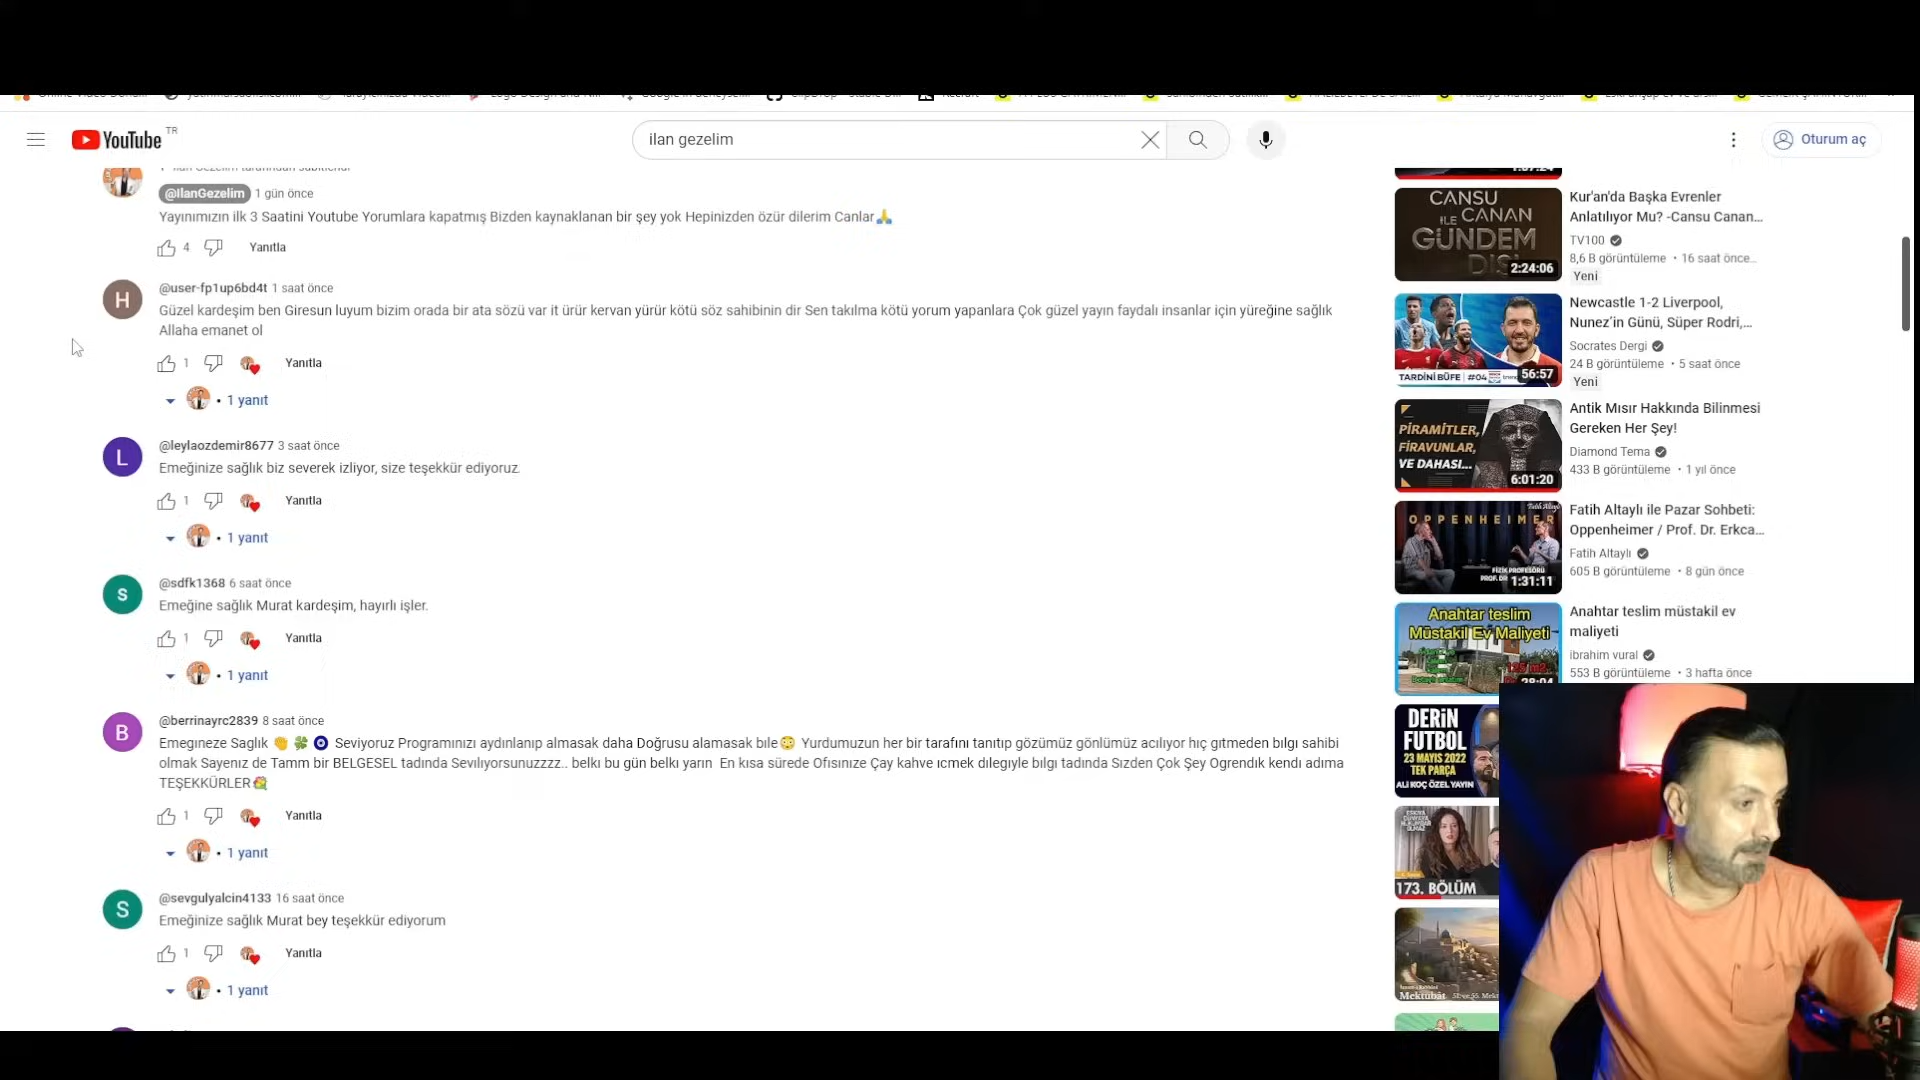 YouTube TR
ilan gezelim
Oturum aç
@IlanGezelim 1 gün önce
Yayınımızın ilk 3 Saatini Youtube Yorumlara kapatmış Bizden kaynaklanan bir şey yok Hepinizden özür dilerim Canlar🙏
4 Yanıtla
H
@user-fp1up6bd4t 1 saat önce
Güzel kardeşim ben Giresun luyum bizim orada bir ata sözü var it ürür kervan yürür kötü söz sahibinin dir Sen takılma kötü yorum yapanlara Çok güzel yayın faydalı insanlar için yüreğine sağlık
Allaha emanet ol
1 Yanıtla
• 1 yanıt
L
@leylaozdemir8677 3 saat önce
Emeğinize sağlık biz severek izliyor, size teşekkür ediyoruz.
1 Yanıtla
• 1 yanıt
S
@sdfk1368 6 saat önce
Emeğine sağlık Murat kardeşim, hayırlı işler.
1 Yanıtla
• 1 yanıt
B
@berrinayrc2839 8 saat önce
Emegıneze Saglık 👏 🍀 🧿 Seviyoruz Programınızı aydınlanıp almasak daha Doğrusu alamasak bıle😳 Yurdumuzun her bir tarafını tanıtıp gözümüz gönlümüz acılıyor hıç gıtmeden bılgı sahibi
olmak Sayenız de Tamm bir BELGESEL tadında Sevılıyorsunuzzzz.. belkı bu gün belkı yarın En kısa sürede Ofısınıze Çay kahve ıcmek dılegıyle bılgı tadında Sızden Çok Şey Ogrendık kendı adıma
TEŞEKKÜRLER💐
1 Yanıtla
• 1 yanıt
S
@sevgulyalcin4133 16 saat önce
Emeğinize sağlık Murat bey teşekkür ediyorum
1 Yanıtla
• 1 yanıt
CANSU
İLE CANAN
GÜNDEM
DIŞI
2:24:06
Kur'an'da Başka Evrenler
Anlatılıyor Mu? -Cansu Canan...
TV100
8,6 B görüntüleme • 16 saat önce...
Yeni
TARDİNİ BÜFE | #04
56:57
Newcastle 1-2 Liverpool,
Nunez'in Günü, Süper Rodri,...
Socrates Dergi
24 B görüntüleme • 5 saat önce
Yeni
PİRAMİTLER,
FİRAVUNLAR,
VE DAHASI...
6:01:20
Antik Mısır Hakkında Bilinmesi
Gereken Her Şey!
Diamond Tema
433 B görüntüleme • 1 yıl önce
OPPENHEIMER
FİZİK PROFESÖRÜ
PROF. DR
1:31:11
Fatih Altaylı ile Pazar Sohbeti:
Oppenheimer / Prof. Dr. Erkca...
Fatih Altaylı
605 B görüntüleme • 8 gün önce
Anahtar teslim
Müstakil Ev Maliyeti
Anahtar teslim müstakil ev
maliyeti
ibrahim vural
553 B görüntüleme • 3 hafta önce
DERİN
FUTBOL
23 MAYIS 2022
TEK PARÇA
ALİ KOÇ ÖZEL YAYIN
173. BÖLÜM
Mektubât